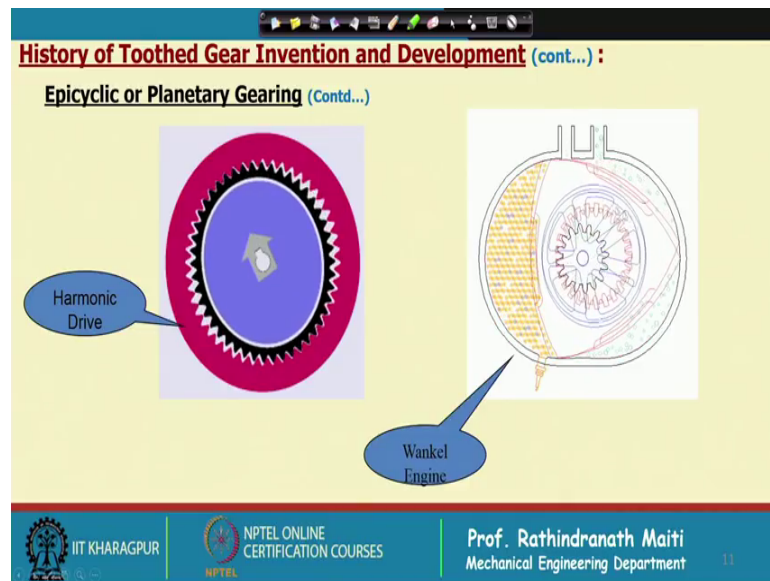 History of Toothed Gear Invention and Development (cont...) :
Epicyclic or Planetary Gearing (Contd...)
Harmonic
Drive
Wankel
Engine
IIT KHARAGPUR
NPTEL
NPTEL ONLINE
CERTIFICATION COURSES
Prof. Rathindranath Maiti
Mechanical Engineering Department
11